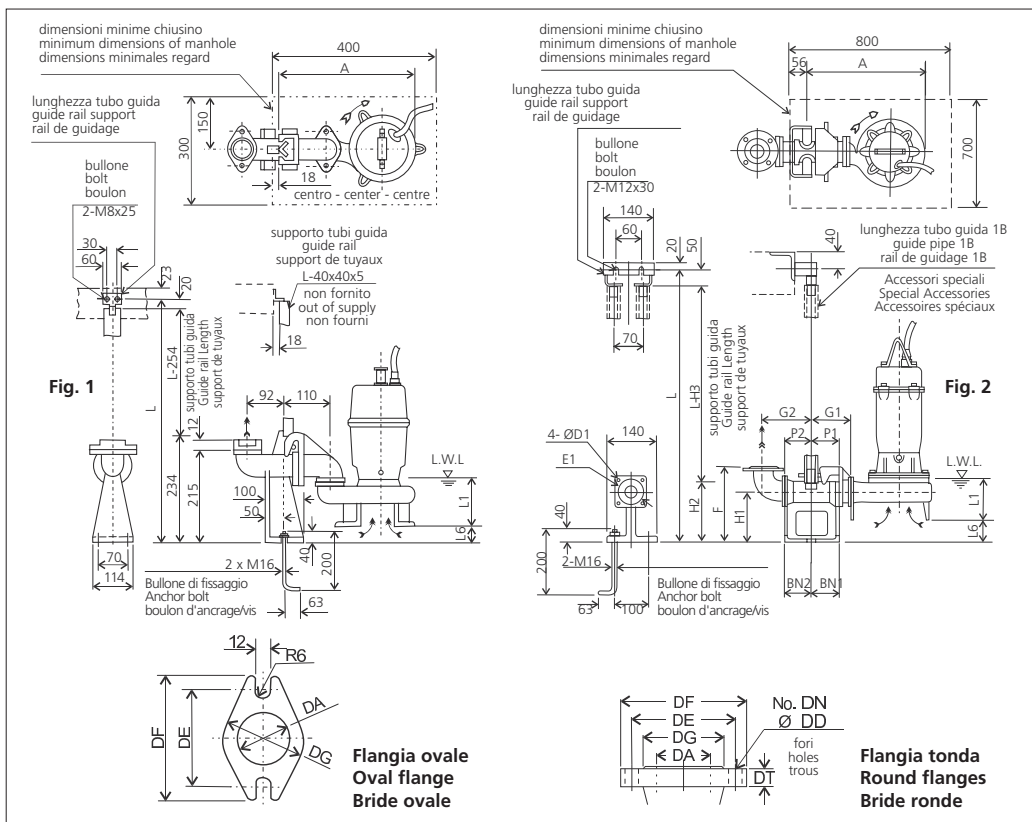 dimensioni minime chiusino
minimum dimensions of manhole
dimensions minimales regard
400
A
lunghezza tubo guida
guide rail support
rail de guidage
300
150
18
centro - center - centre
bullone
bolt
boulon
2-M8x25
30
60
23
20
supporto tubi guida
guide rail
support de tuyaux
L-40x40x5
non fornito
out of supply
non fourni
18
Fig. 1
L
L-254
supporto tubi guida
Guide rail Length
support de tuyaux
12
92
110
234
215
100
50
L.W.L
L1
L6
40
200
70
114
2 x M16
63
Bullone di fissaggio
Anchor bolt
boulon d'ancrage/vis
12
R6
DF
DE
DA
DG
Flangia ovale
Oval flange
Bride ovale
dimensioni minime chiusino
minimum dimensions of manhole
dimensions minimales regard
800
56
A
lunghezza tubo guida
guide rail support
rail de guidage
700
bullone
bolt
boulon
2-M12x30
140
60
20
50
40
lunghezza tubo guida 1B
guide pipe 1B
rail de guidage 1B
Accessori speciali
Special Accessories
Accessoires spéciaux
70
L
L-H3
supporto tubi guida
Guide rail Length
support de tuyaux
Fig. 2
G2
G1
P2
P1
4- ØD1
140
E1
L.W.L.
H2
F
H1
L1
L6
40
200
2-M16
BN2
BN1
63
100
Bullone di fissaggio
Anchor bolt
boulon d'ancrage/vis
DF
DE
DG
DA
No. DN
Ø DD
fori
holes
trous
DT
Flangia tonda
Round flanges
Bride ronde